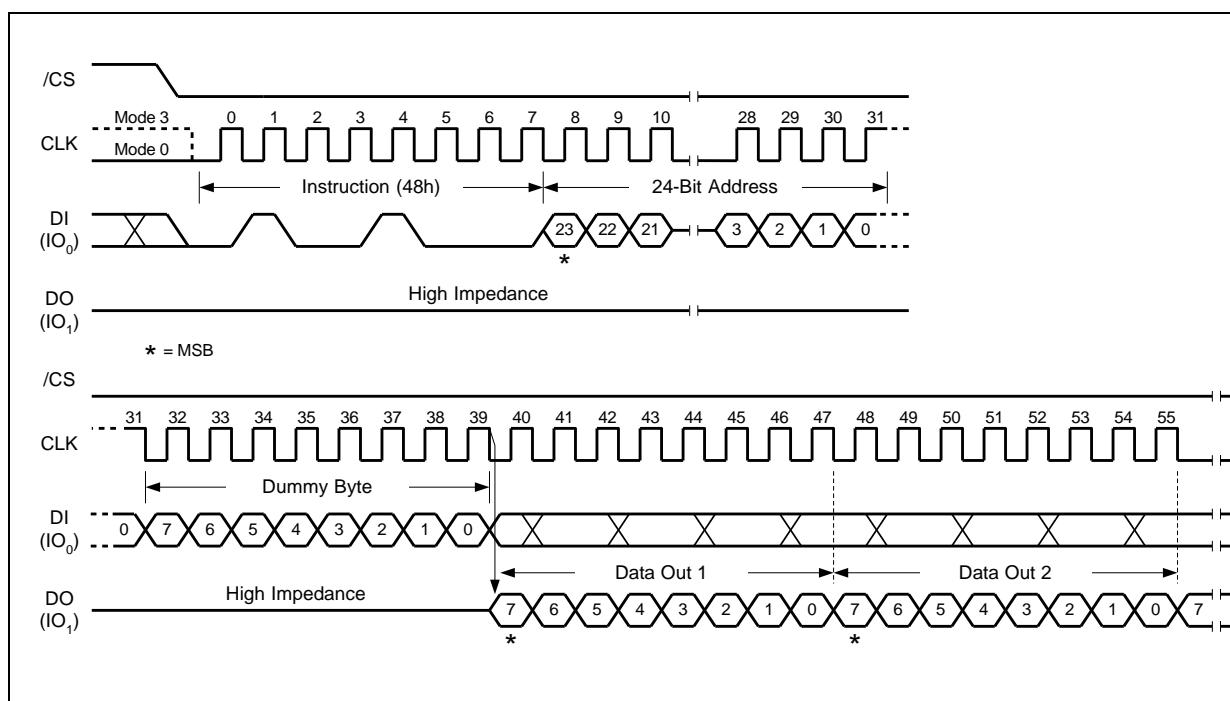 /CS
Mode 3 0 1 2 3 4 5 6 7 8 9 10 28 29 30 31
CLK
Mode 0
Instruction (48h) 24-Bit Address
DI
(IO0) 23 22 21 3 2 1 0
*
High Impedance
DO
(IO1)
* = MSB
/CS
31 32 33 34 35 36 37 38 39 40 41 42 43 44 45 46 47 48 49 50 51 52 53 54 55
CLK
Dummy Byte
DI
(IO0) 0 7 6 5 4 3 2 1 0
Data Out 1 Data Out 2
High Impedance
DO
(IO1) 7 6 5 4 3 2 1 0 7 6 5 4 3 2 1 0 7
* *